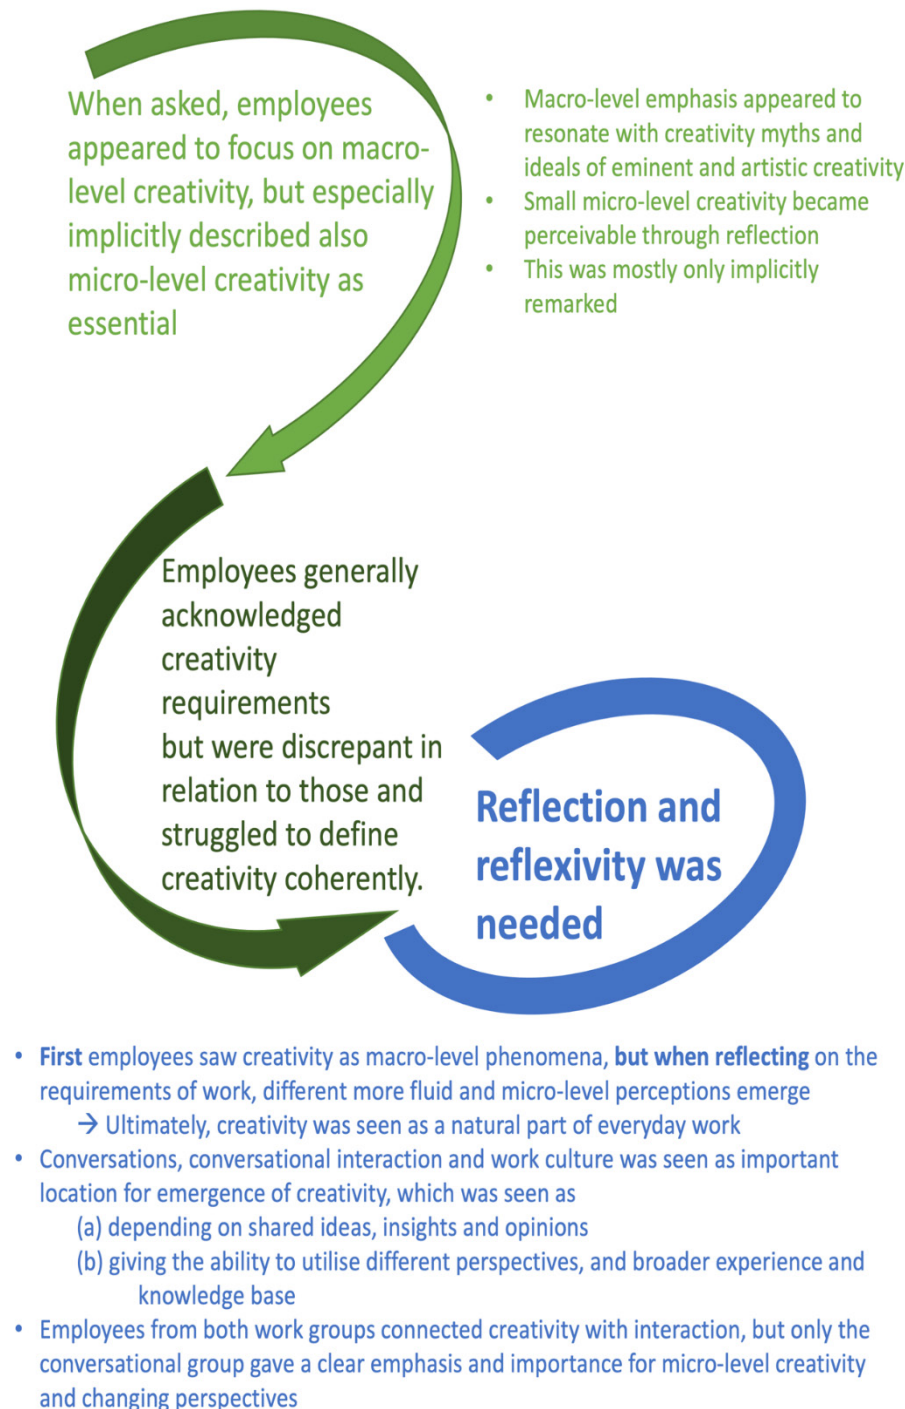 When asked, employees
appeared to focus on macro-
level creativity, but especially
implicitly described also
micro-level creativity as
essential
• Macro-level emphasis appeared to
resonate with creativity myths and
ideals of eminent and artistic creativity
• Small micro-level creativity became
perceivable through reflection
• This was mostly only implicitly
remarked
Employees generally
acknowledged
creativity
requirements
but were discrepant in
relation to those and
struggled to define
creativity coherently.
Reflection and
reflexivity was
needed
• First employees saw creativity as macro-level phenomena, but when reflecting on the
requirements of work, different more fluid and micro-level perceptions emerge
→ Ultimately, creativity was seen as a natural part of everyday work
• Conversations, conversational interaction and work culture was seen as important
location for emergence of creativity, which was seen as
(a) depending on shared ideas, insights and opinions
(b) giving the ability to utilise different perspectives, and broader experience and
knowledge base
• Employees from both work groups connected creativity with interaction, but only the
conversational group gave a clear emphasis and importance for micro-level creativity
and changing perspectives